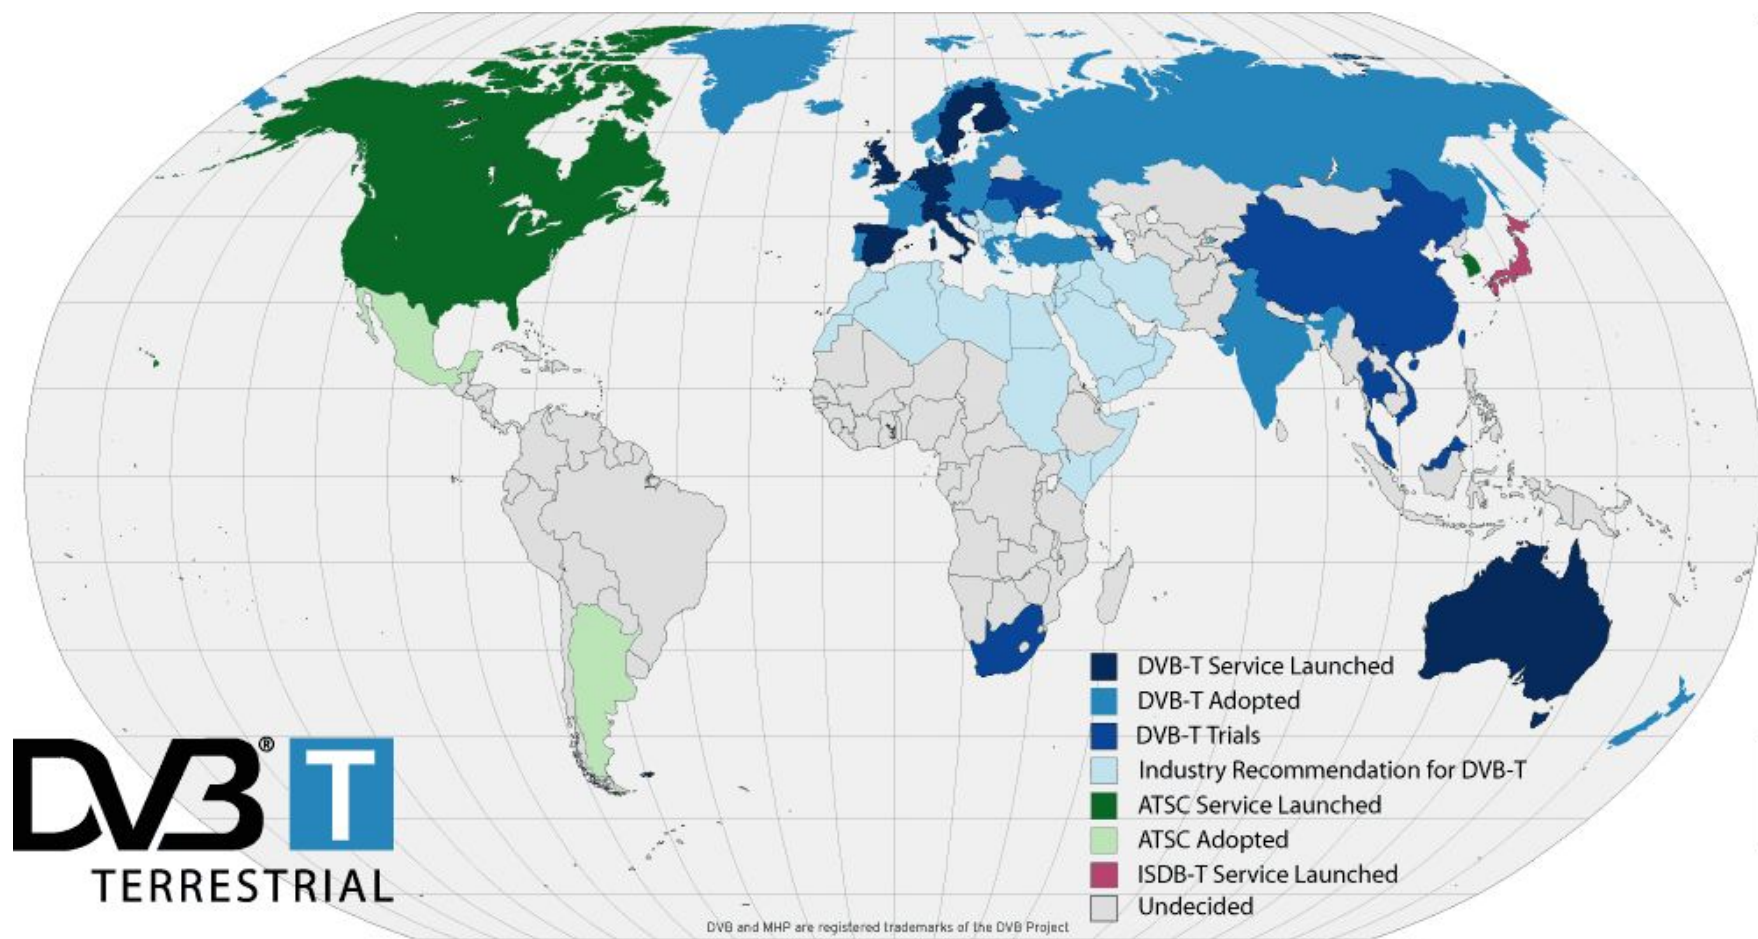 DVB-T Service Launched
DVB-T Adopted
DVB-T Trials
Industry Recommendation for DVB-T
ATSC Service Launched
ATSC Adopted
ISDB-T Service Launched
Undecided
DVB® T
TERRESTRIAL
DVB and MHP are registered trademarks of the DVB Project